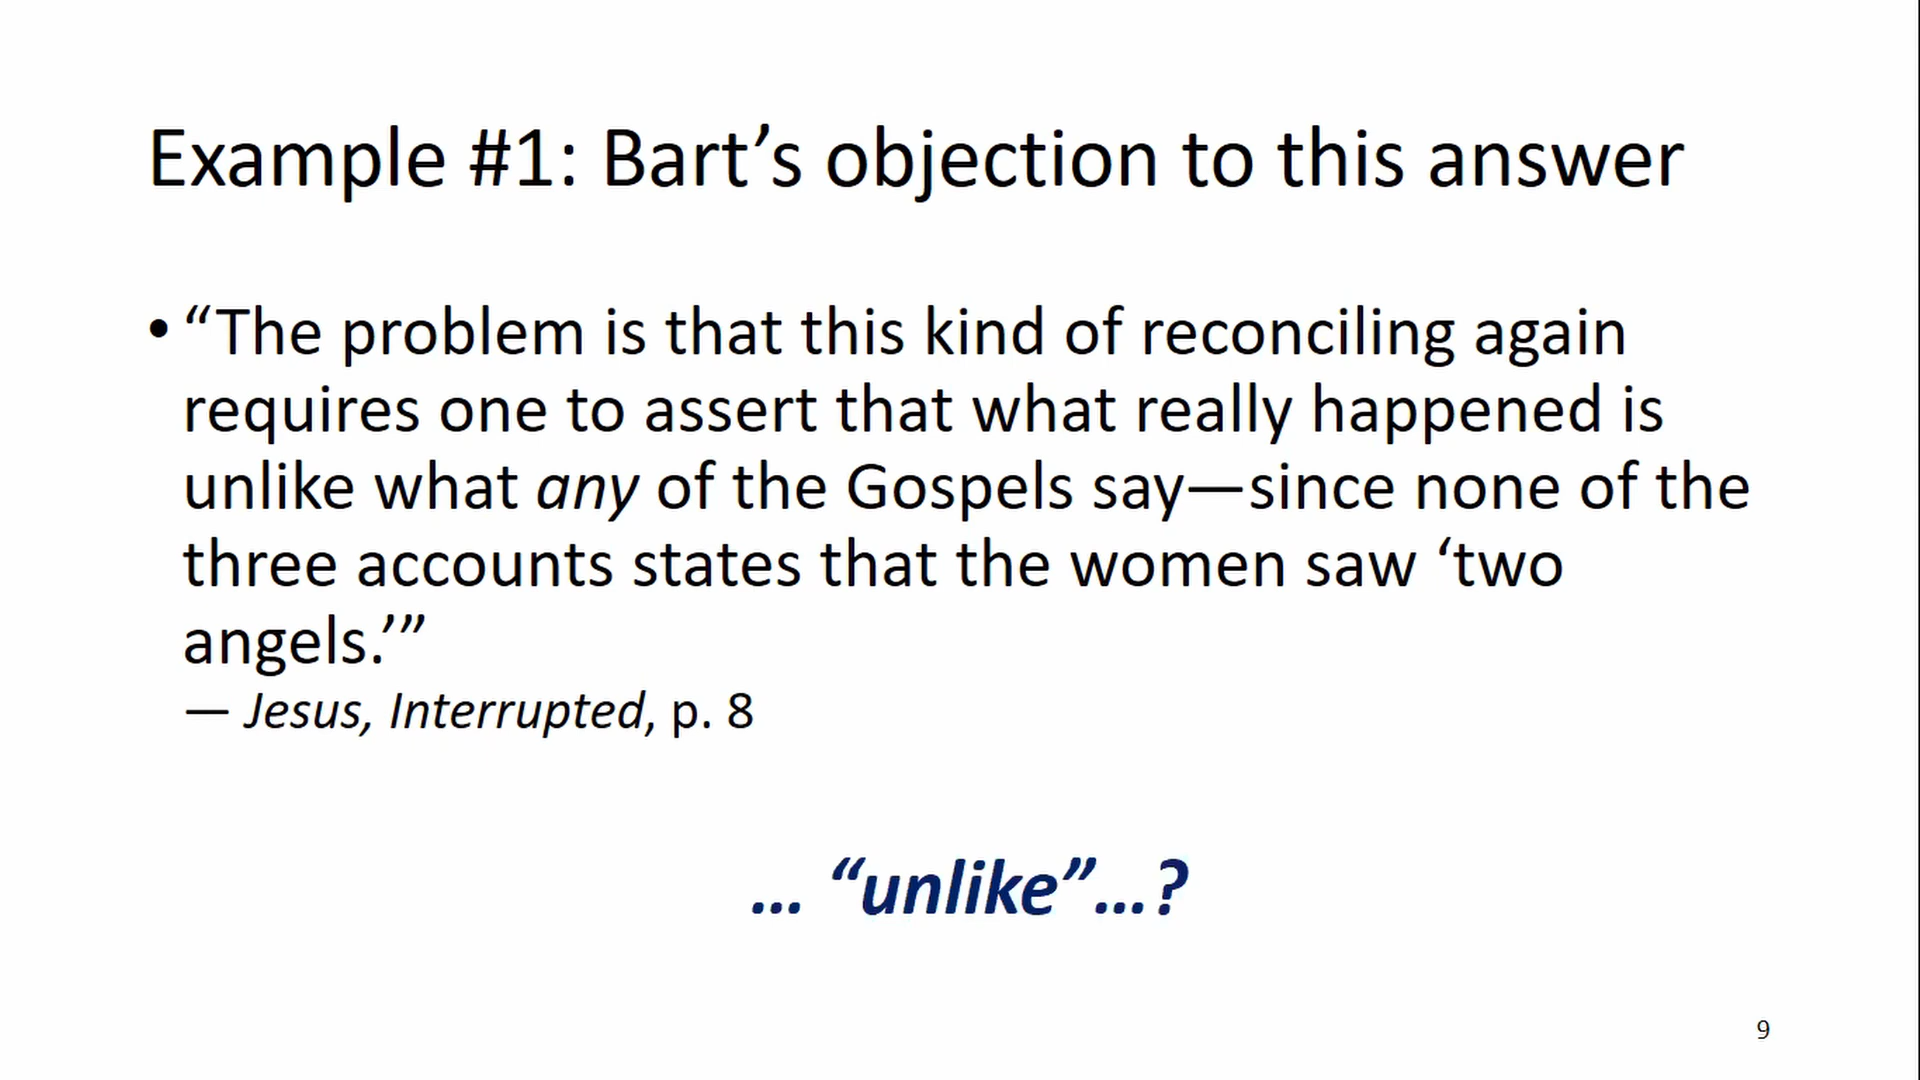 Example #1: Bart’s objection to this answer
• “The problem is that this kind of reconciling again
requires one to assert that what really happened is
unlike what any of the Gospels say—since none of the
three accounts states that the women saw ‘two
angels.’”
— Jesus, Interrupted, p. 8
… “unlike”…?
9